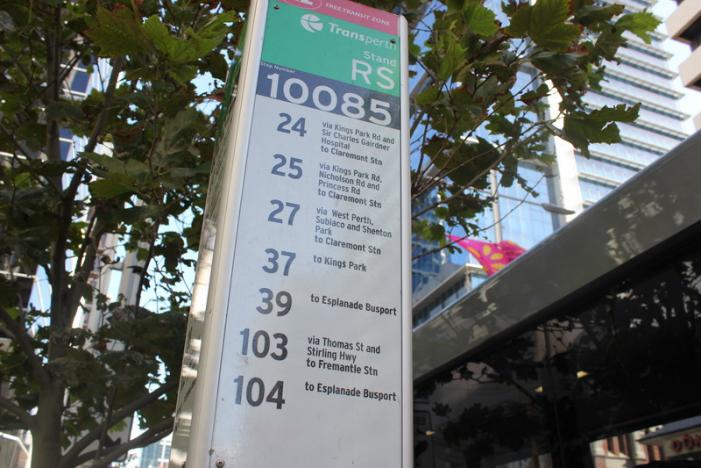 FREE TRANSIT ZONE
Transperth
Stand
RS
Stop Number
10085
24 via Kings Park Rd and
Sir Charles Gairdner
Hospital
to Claremont Stn
25 via Kings Park Rd,
Nicholson Rd and
Princess Rd
to Claremont Stn
27 via West Perth,
Subiaco and Shenton
Park
to Claremont Stn
37 to Kings Park
39 to Esplanade Busport
103 via Thomas St and
Stirling Hwy
to Fremantle Stn
104 to Esplanade Busport